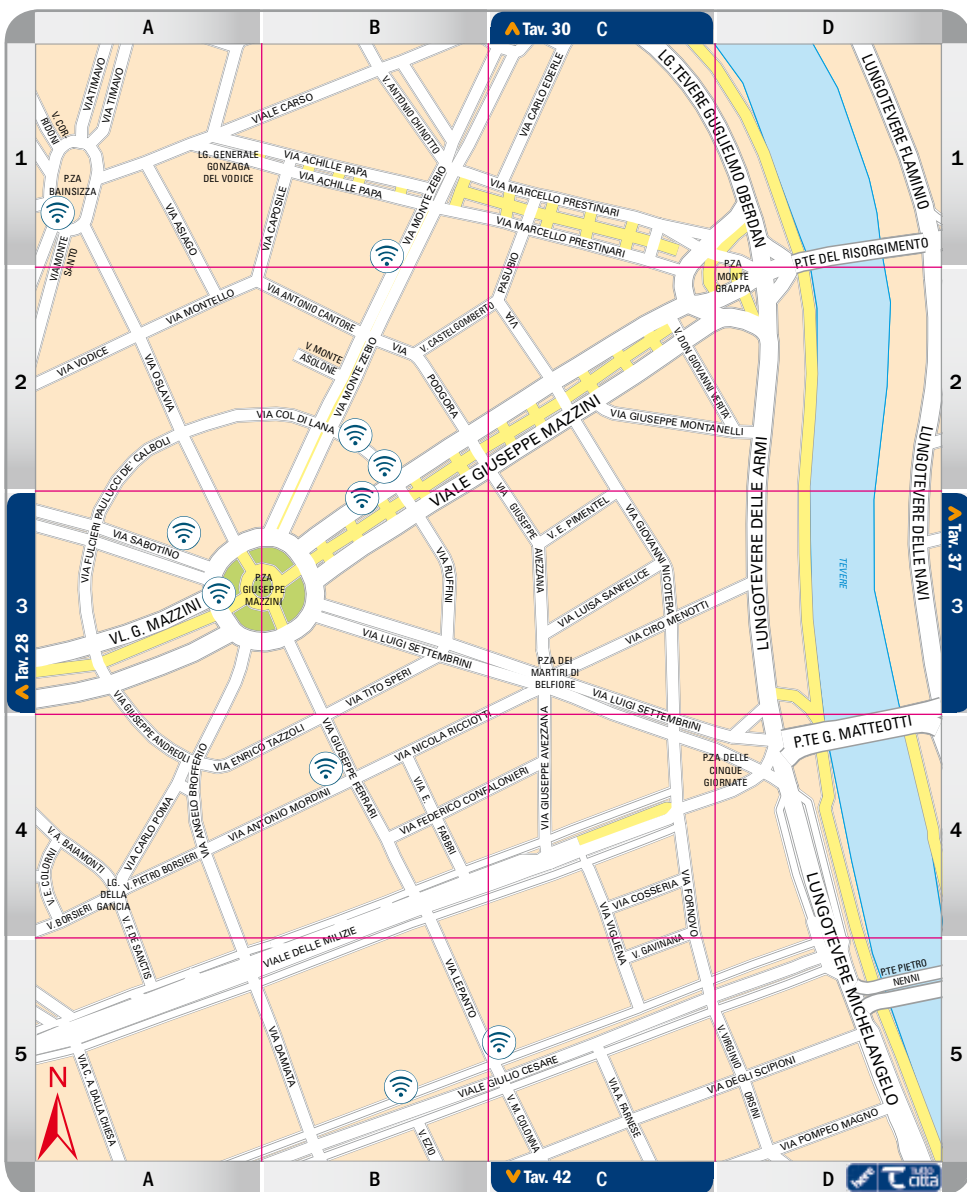 A
B
Tav. 30 C
D
1
VIA TIMAVO
VIA TIMAVO
V. COR-
RIDONI
P.ZA
BAINSIZZA
VIA MONTE
SANTO
VIALE CARSO
LG. GENERALE
GONZAGA
DEL VODICE
VIA ASIAGO
VIA CAPOSILE
VIA ACHILLE PAPA
VIA ACHILLE PAPA
V. ANTONIO CHINOTTO
VIA MONTE ZEBIO
VIA CARLO EDERLE
VIA MARCELLO PRESTINARI
VIA MARCELLO PRESTINARI
LG. TEVERE GUGLIELMO OBERDAN
LUNGOTEVERE FLAMINIO
P.TE DEL RISORGIMENTO
P.ZA
MONTE
GRAPPA
1
2
VIA VODICE
VIA MONTELLO
VIA OSLAVIA
VIA ANTONIO CANTORE
V. MONTE
ASOLONE
VIA MONTE ZEBIO
VIA
PODGORA
V. CASTELGOMBERTO
VIA
PASUBIO
VIA COL DI LANA
VIA FULCIERI PAULUCCI DE' CALBOLI
VIALE GIUSEPPE MAZZINI
V. DON GIOVANNI VERITA'
VIA GIUSEPPE MONTANELLI
LUNGOTEVERE DELLE ARMI
LUNGOTEVERE DELLE NAVI
2
3
Tav. 28
VIA SABOTINO
VL. G. MAZZINI
P.ZA
GIUSEPPE
MAZZINI
VIA RUFFINI
VIA LUIGI SETTEMBRINI
VIA TITO SPERI
VIA GIUSEPPE
AVEZZANA
V. E. PIMENTEL
VIA GIOVANNI NICOTERA
VIA LUISA SANFELICE
VIA CIRO MENOTTI
P.ZA DEI
MARTIRI DI
BELFIORE
VIA LUIGI SETTEMBRINI
TEVERE
Tav. 37
3
4
VIA GIUSEPPE ANDREOLI
VIA ENRICO TAZZOLI
VIA ANGELO BROFFERIO
VIA CARLO POMA
VIA GIUSEPPE FERRARI
VIA NICOLA RICCIOTTI
VIA ANTONIO MORDINI
VIA E.
FABBRI
VIA FEDERICO CONFALONIERI
VIA GIUSEPPE AVEZZANA
P.ZA DELLE
CINQUE
GIORNATE
P.TE G. MATTEOTTI
V. A. BAIAMONTI
V. E. COLORNI
V. BORSIERI
LG.
DELLA
GANCIA
V. PIETRO BORSIERI
V. F. DE SANCTIS
VIALE DELLE MILIZIE
VIA COSSERIA
VIA VIGLIENA
VIA FORNOVO
V. GAVINANA
LUNGOTEVERE MICHELANGELO
4
5
P.TE PIETRO
NENNI
VIA LEPANTO
VIA DAMIATA
VIA C. A. DALLA CHIESA
VIALE GIULIO CESARE
V. EZIO
V. M. COLONNA
VIA A. FARNESE
V. VIRGINIO
ORSINI
VIA DEGLI SCIPIONI
VIA POMPEO MAGNO
5
N
A
B
Tav. 42 C
D
TUTTO
città